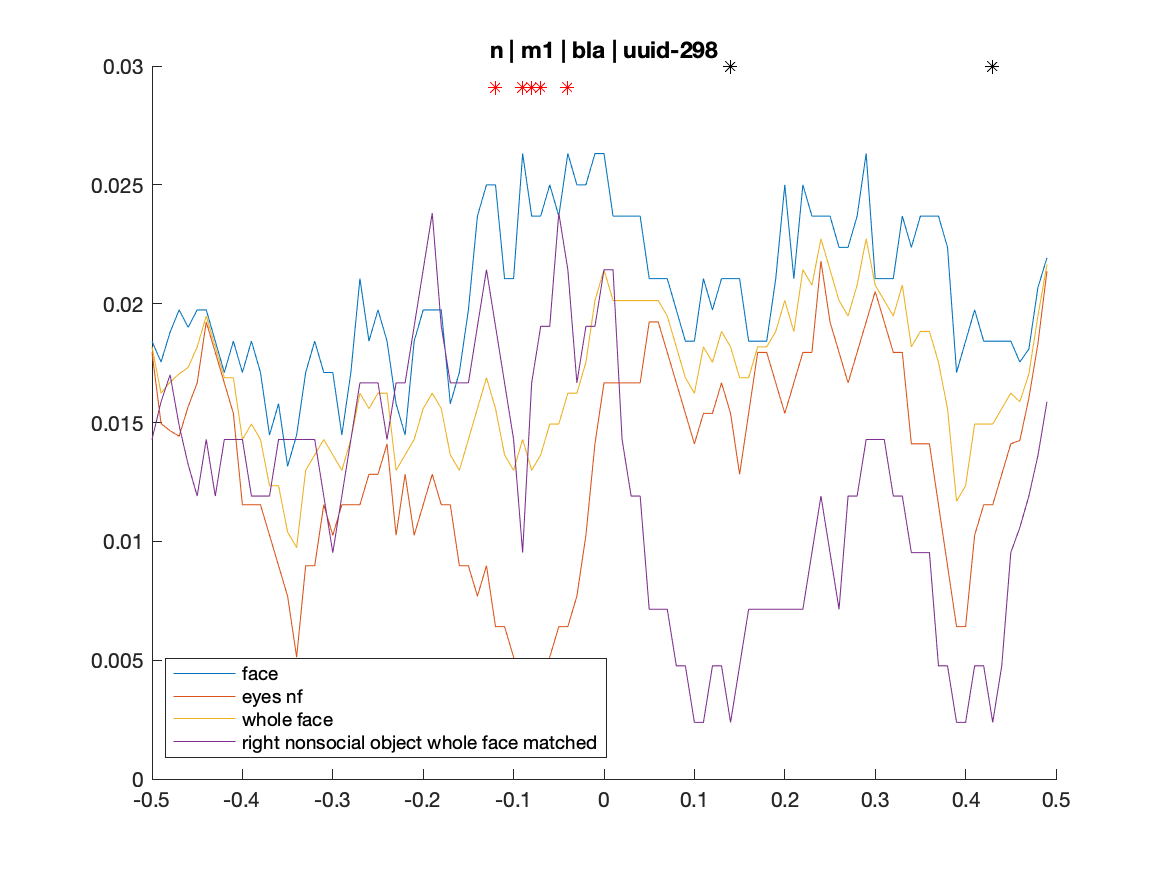 n | m1 | bla | uuid-298
0.03
0.025
0.02
0.015
0.01
0.005
0
face
eyes nf
whole face
right nonsocial object whole face matched
-0.5 -0.4 -0.3 -0.2 -0.1 0 0.1 0.2 0.3 0.4 0.5